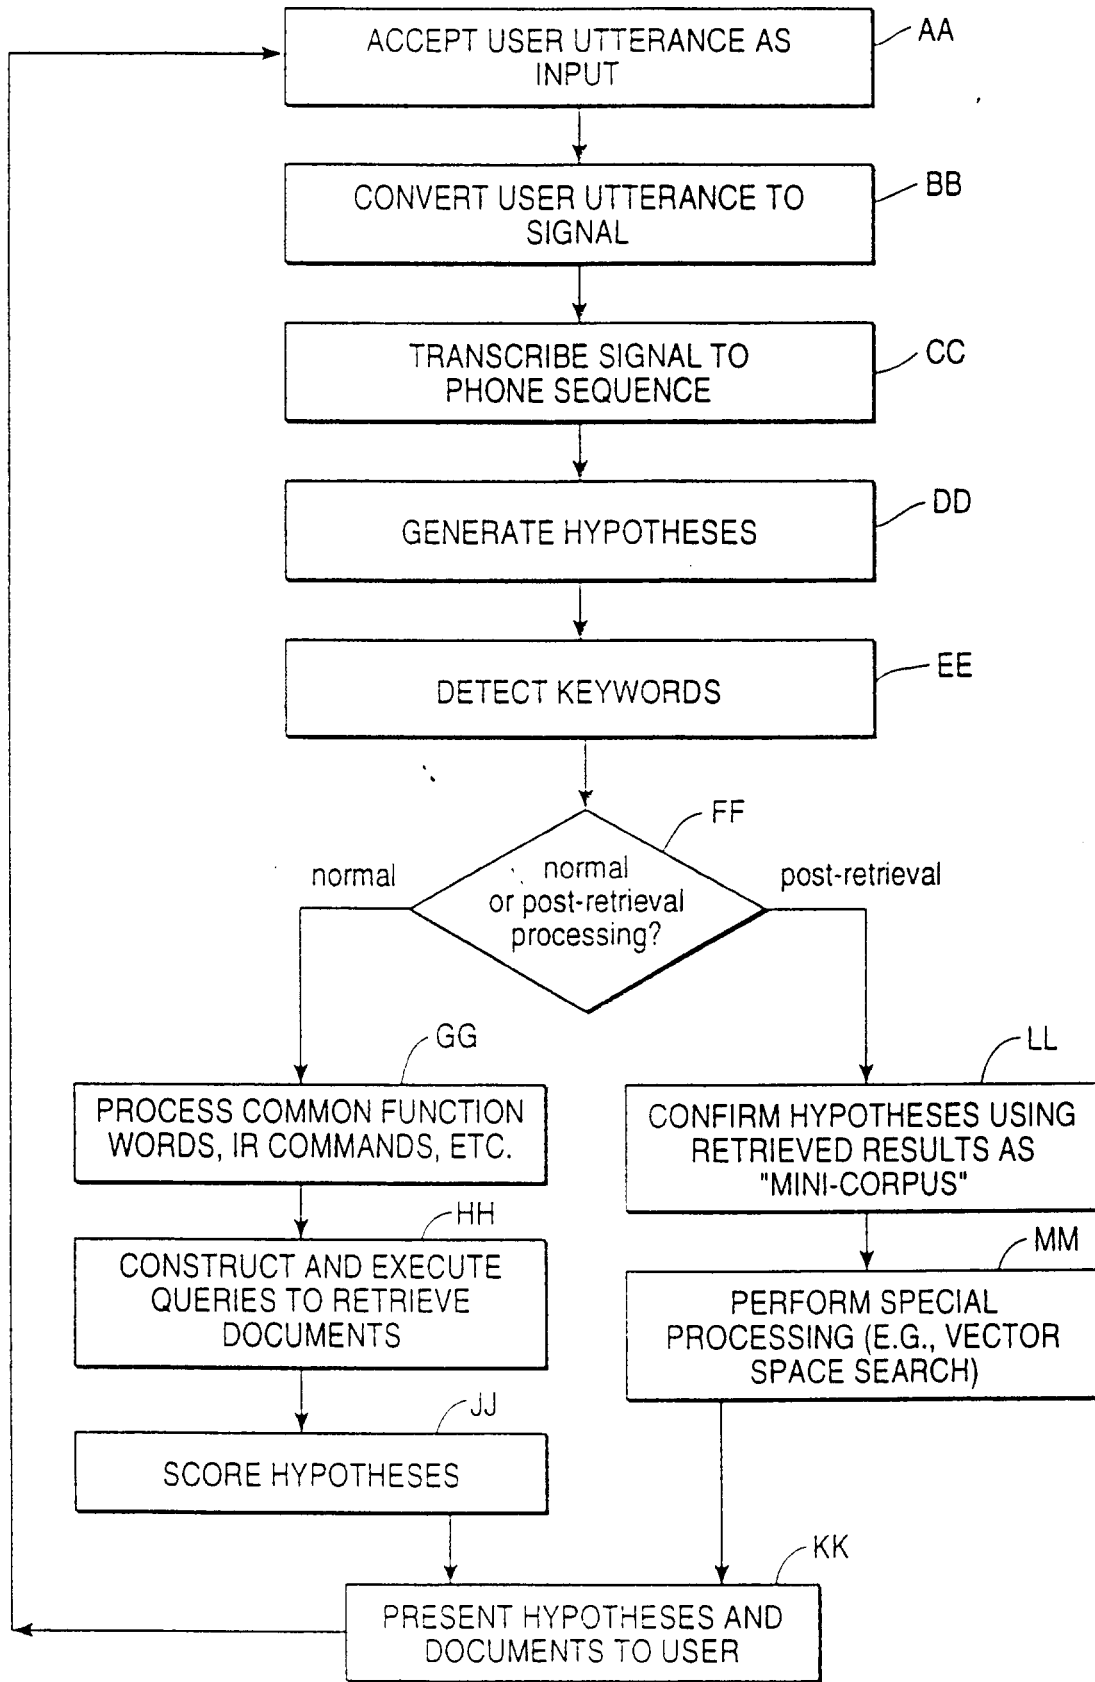 ACCEPT USER UTTERANCE AS
INPUT
AA
CONVERT USER UTTERANCE TO
SIGNAL
BB
TRANSCRIBE SIGNAL TO
PHONE SEQUENCE
CC
GENERATE HYPOTHESES
DD
DETECT KEYWORDS
EE
FF
normal
normal
or post-retrieval
processing?
post-retrieval
GG
PROCESS COMMON FUNCTION
WORDS, IR COMMANDS, ETC.
HH
CONSTRUCT AND EXECUTE
QUERIES TO RETRIEVE
DOCUMENTS
JJ
SCORE HYPOTHESES
LL
CONFIRM HYPOTHESES USING
RETRIEVED RESULTS AS
"MINI-CORPUS"
MM
PERFORM SPECIAL
PROCESSING (E.G., VECTOR
SPACE SEARCH)
KK
PRESENT HYPOTHESES AND
DOCUMENTS TO USER